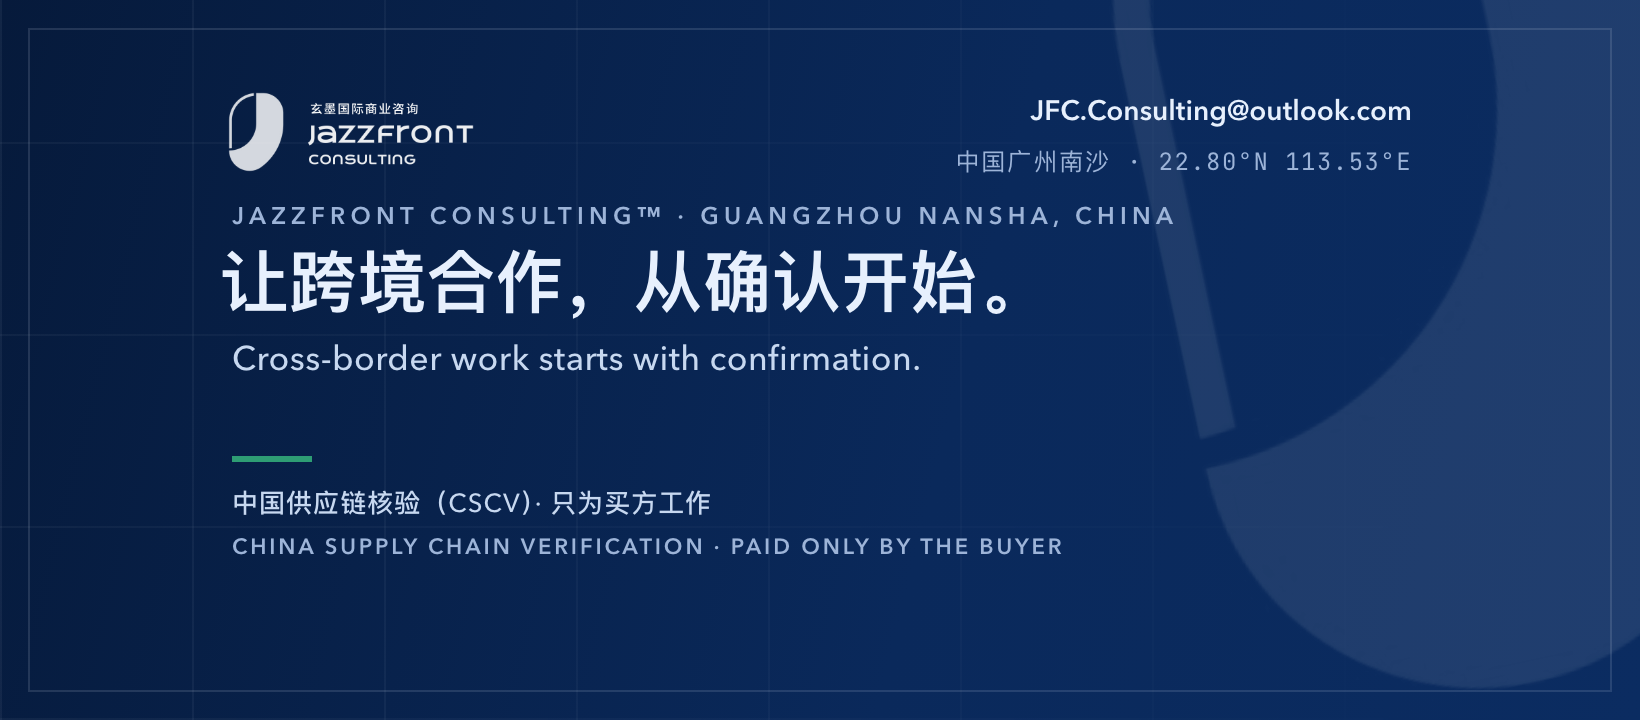 玄墨国际商业咨询
JAZZFRONT
CONSULTING
JFC.Consulting@outlook.com
中国广州南沙 · 22.80°N 113.53°E
JAZZFRONT CONSULTING™ · GUANGZHOU NANSHA, CHINA
让跨境合作，从确认开始。
Cross-border work starts with confirmation.
中国供应链核验（CSCV）· 只为买方工作
CHINA SUPPLY CHAIN VERIFICATION · PAID ONLY BY THE BUYER